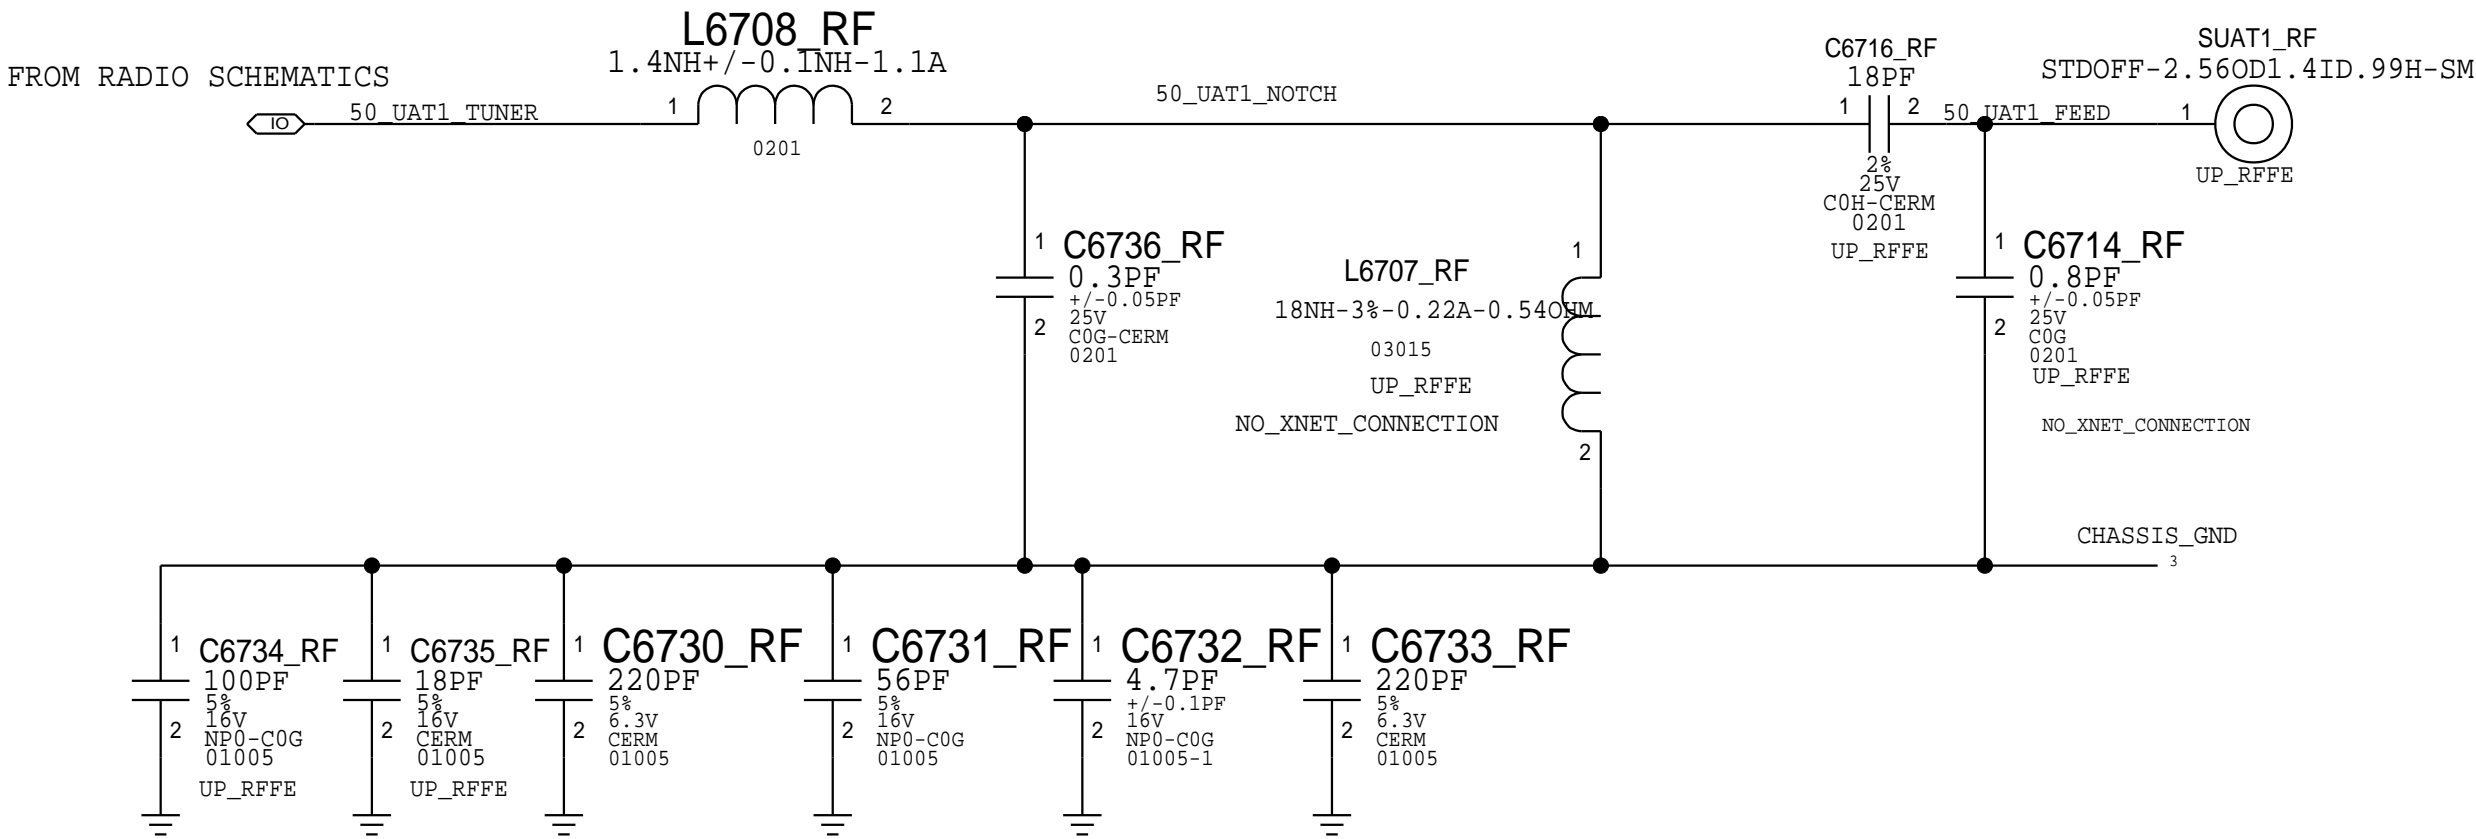 L6708_RF
1.4NH+/-0.1NH-1.1A
FROM RADIO SCHEMATICS
IO
50_UAT1_TUNER
1
2
0201
50_UAT1_NOTCH
C6716_RF
18PF
1
2
2%
25V
C0H-CERM
0201
UP_RFFE
50_UAT1_FEED
SUAT1_RF
STDOFF-2.56OD1.4ID.99H-SM
1
UP_RFFE
1
C6736_RF
0.3PF
+/-0.05PF
25V
C0G-CERM
0201
2
1
L6707_RF
18NH-3%-0.22A-0.54OHM
03015
UP_RFFE
NO_XNET_CONNECTION
2
1
C6714_RF
0.8PF
+/-0.05PF
25V
C0G
0201
UP_RFFE
2
NO_XNET_CONNECTION
CHASSIS_GND
3
1
C6734_RF
100PF
5%
16V
NP0-C0G
01005
2
UP_RFFE
1
C6735_RF
18PF
5%
16V
CERM
01005
2
UP_RFFE
1
C6730_RF
220PF
5%
6.3V
CERM
01005
2
1
C6731_RF
56PF
5%
16V
NP0-C0G
01005
2
1
C6732_RF
4.7PF
+/-0.1PF
16V
NP0-C0G
01005-1
2
1
C6733_RF
220PF
5%
6.3V
CERM
01005
2